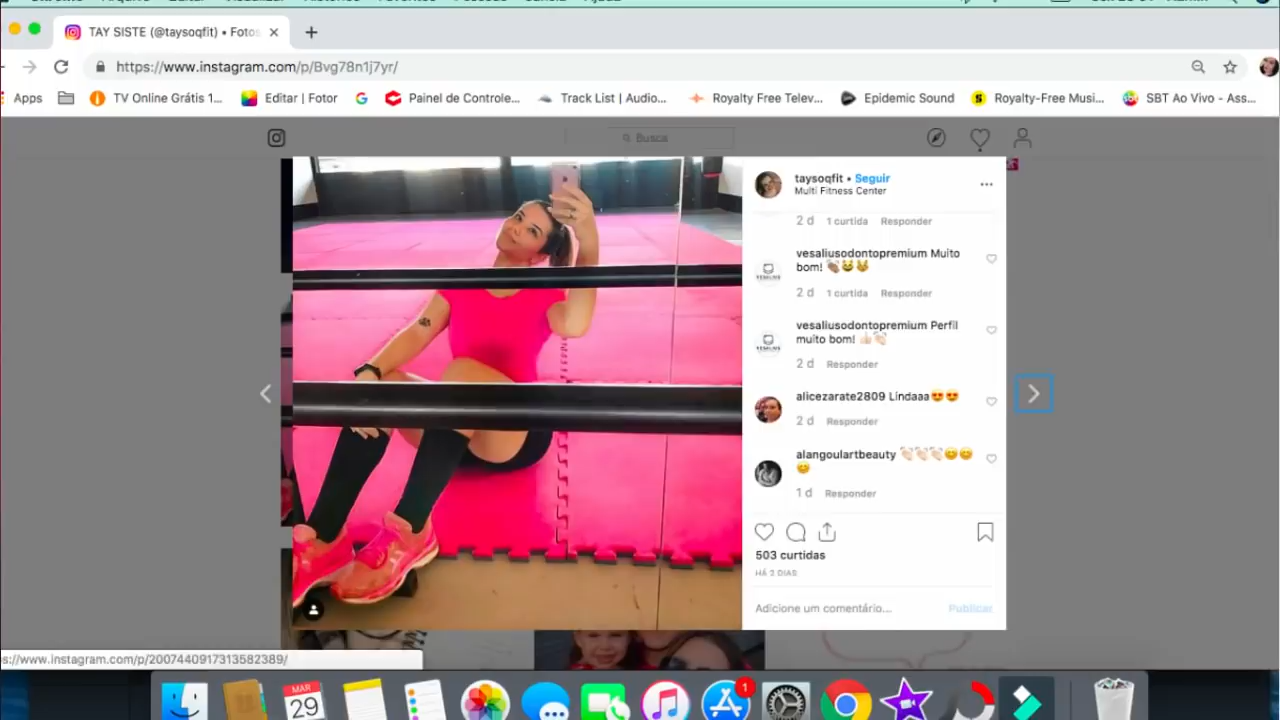 TAY SISTE (@taysoqfit) • Fotos
https://www.instagram.com/p/Bvg78n1j7yr/
Apps
TV Online Grátis 1...
Editar | Fotor
Painel de Controle...
Track List | Audio...
Royalty Free Telev...
Epidemic Sound
Royalty-Free Musi...
SBT Ao Vivo - Ass...
Busca
taysoqfit • Seguir
Multi Fitness Center
2 d 1 curtida Responder
vesaliusodontopremium Muito
bom! 👏🏽😸😸
2 d 1 curtida Responder
vesaliusodontopremium Perfil
muito bom! 👍🏻👏🏻
2 d Responder
alicezarate2809 Lindaaa😍😍
2 d Responder
alangoulartbeauty 👏🏻👏🏻👏🏻😊😊
😊
1 d Responder
503 curtidas
HÁ 2 DIAS
Adicione um comentário... Publicar
s://www.instagram.com/p/2007440917313582389/
MAR
29
1